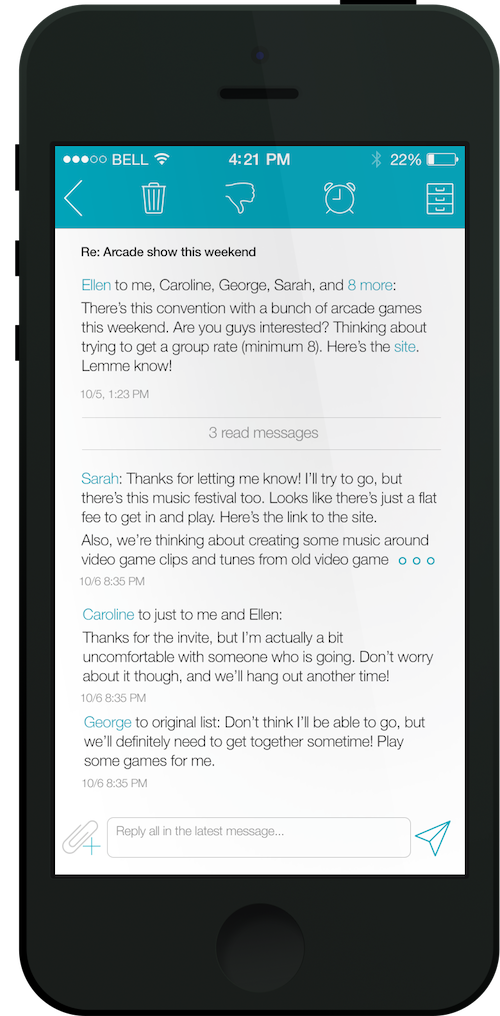 BELL 4:21 PM 22%
Re: Arcade show this weekend
Ellen to me, Caroline, George, Sarah, and 8 more:
There's this convention with a bunch of arcade games
this weekend. Are you guys interested? Thinking about
trying to get a group rate (minimum 8). Here's the site.
Lemme know!
10/5, 1:23 PM
3 read messages
Sarah: Thanks for letting me know! I'll try to go, but
there's this music festival too. Looks like there's just a flat
fee to get in and play. Here's the link to the site.
Also, we're thinking about creating some music around
video game clips and tunes from old video game
10/6 8:35 PM
Caroline to just to me and Ellen:
Thanks for the invite, but I'm actually a bit
uncomfortable with someone who is going. Don't worry
about it though, and we'll hang out another time!
10/6 8:35 PM
George to original list: Don't think I'll be able to go, but
we'll definitely need to get together sometime! Play
some games for me.
10/6 8:35 PM
Reply all in the latest message...